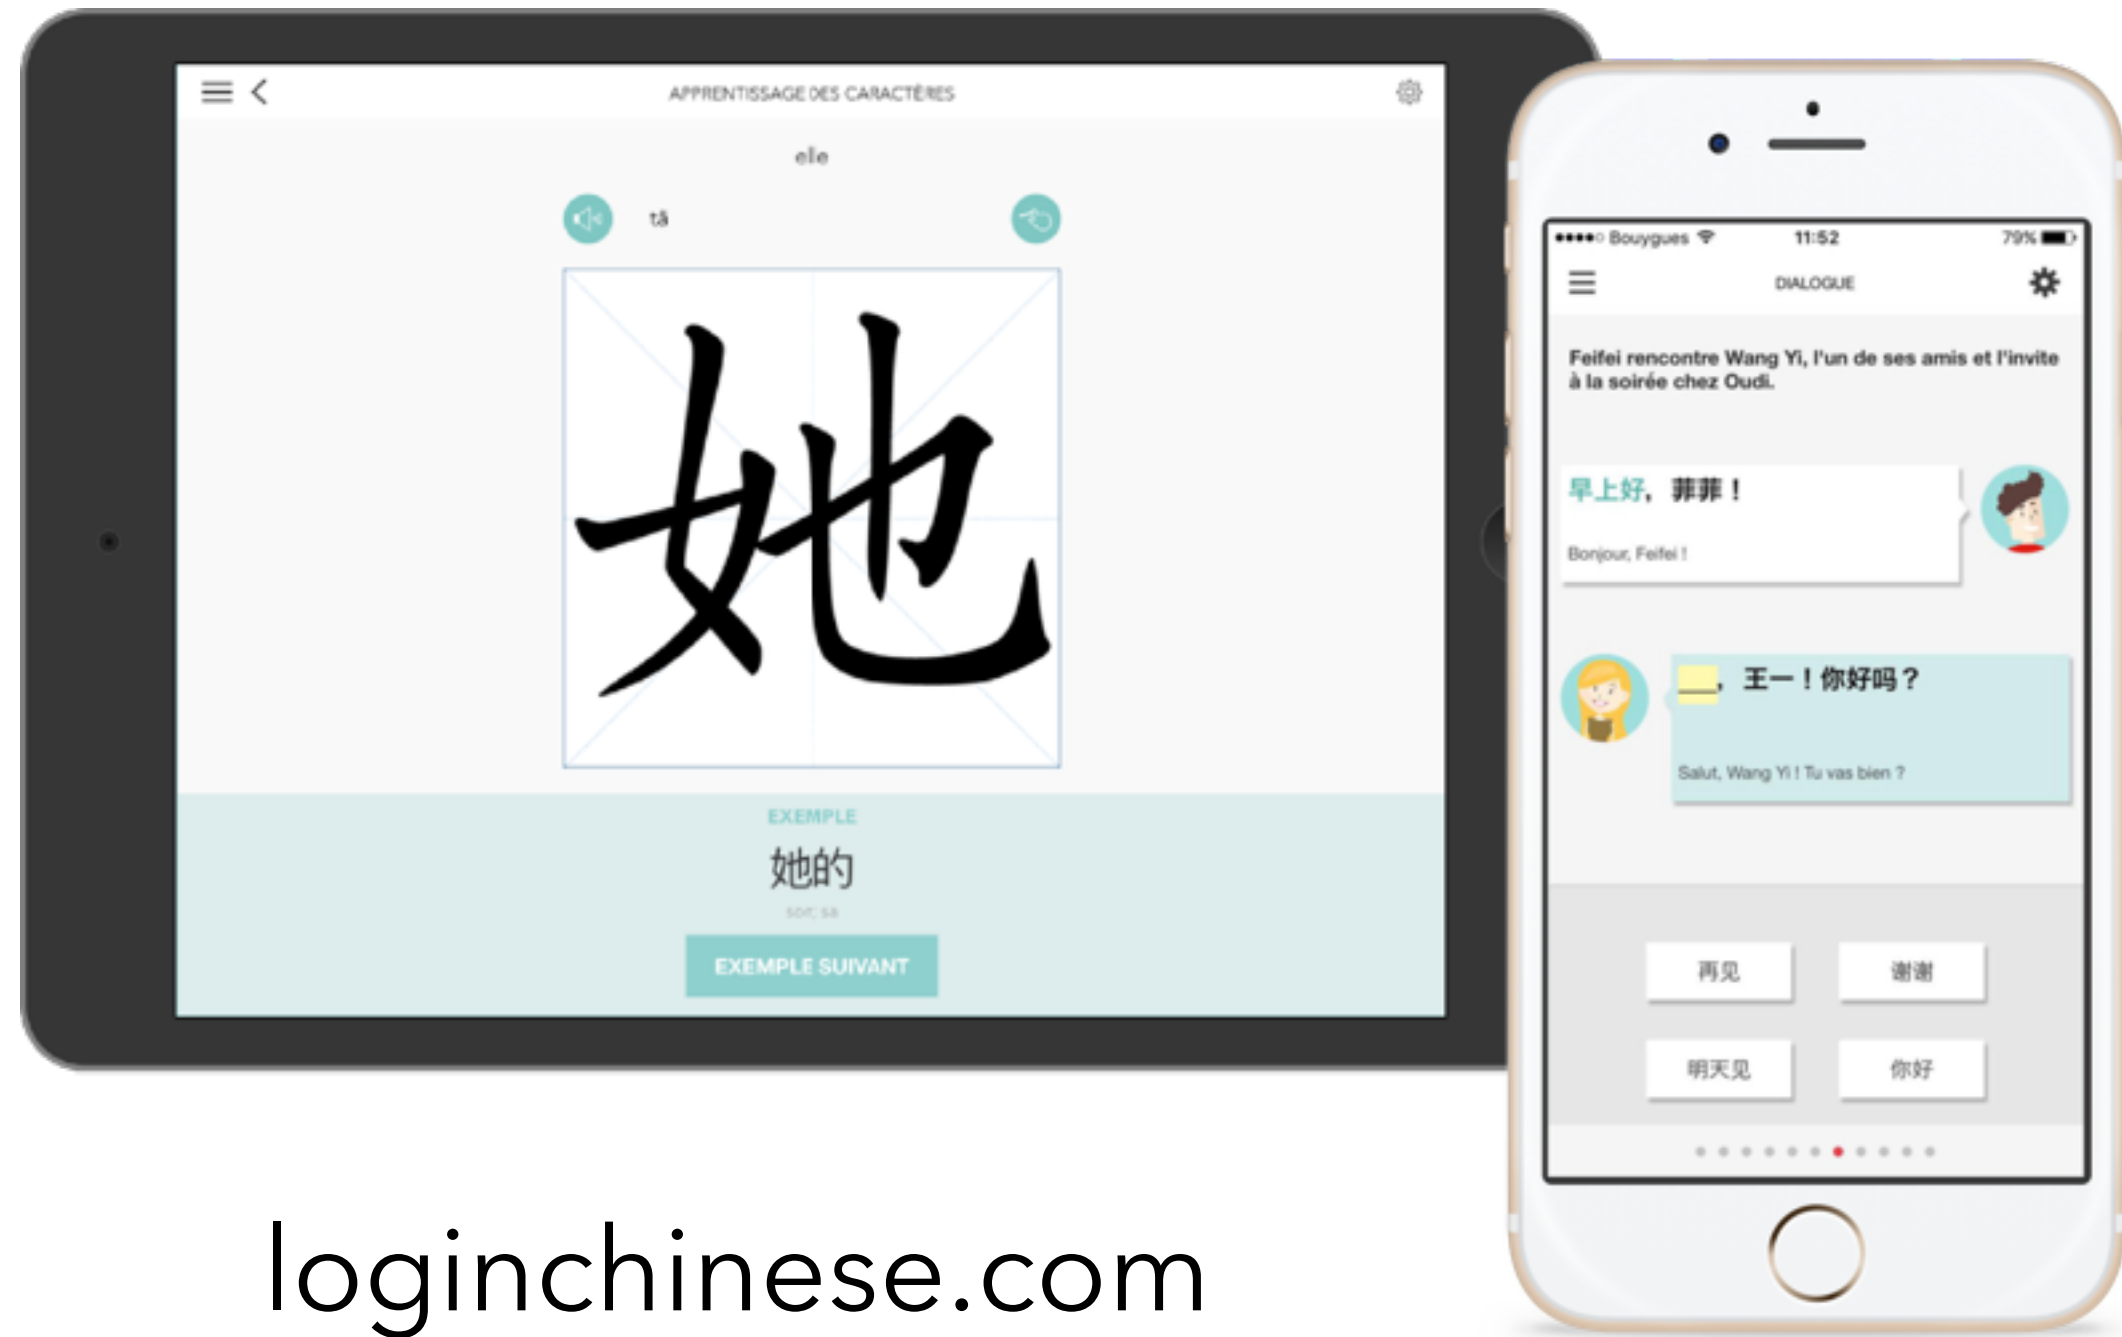 APPRENTISSAGE DES CARACTÈRES
elle
tā
她
EXEMPLE
她的
son, sa
EXEMPLE SUIVANT
Bouygues 11:52 79%
DIALOGUE
Feifei rencontre Wang Yi, l'un de ses amis et l'invite
à la soirée chez Oudi.
早上好，菲菲！
Bonjour, Feifei !
___，王一！你好吗？
Salut, Wang Yi ! Tu vas bien ?
再见 谢谢
明天见 你好
loginchinese.com